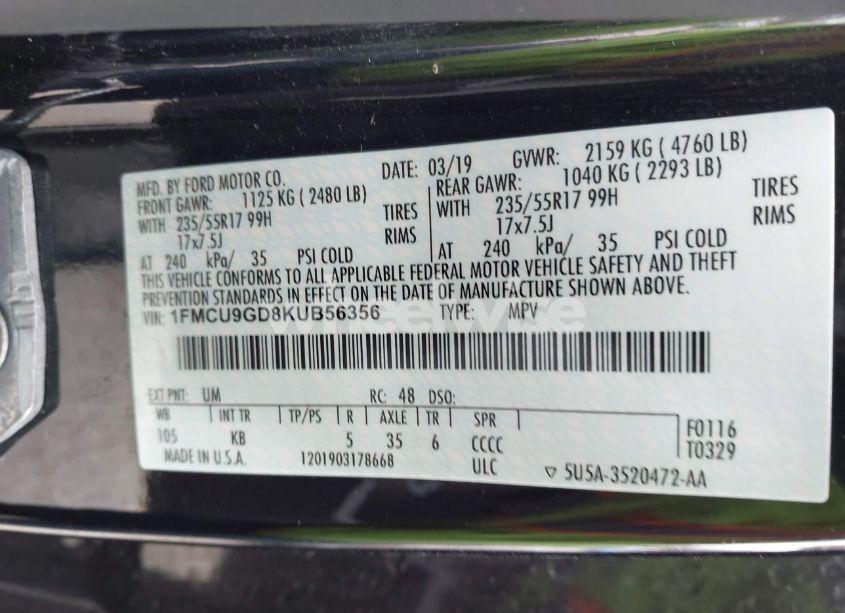 MFD. BY FORD MOTOR CO. DATE: 03/19 GVWR: 2159 KG ( 4760 LB)
FRONT GAWR: 1125 KG ( 2480 LB) REAR GAWR: 1040 KG ( 2293 LB)
WITH 235/55R17 99H TIRES WITH 235/55R17 99H TIRES
17x7.5J RIMS 17x7.5J RIMS
AT 240 kPa/ 35 PSI COLD AT 240 kPa/ 35 PSI COLD
THIS VEHICLE CONFORMS TO ALL APPLICABLE FEDERAL MOTOR VEHICLE SAFETY AND THEFT
PREVENTION STANDARDS IN EFFECT ON THE DATE OF MANUFACTURE SHOWN ABOVE.
VIN: 1FMCU9GD8KUB56356 TYPE: MPV
EXT PNT: UM RC: 48 DSO:
WB INT TR TP/PS R AXLE TR SPR F0116
105 KB 5 35 6 CCCC T0329
MADE IN U.S.A. 1201903178668 ULC ▽ 5U5A-3520472-AA